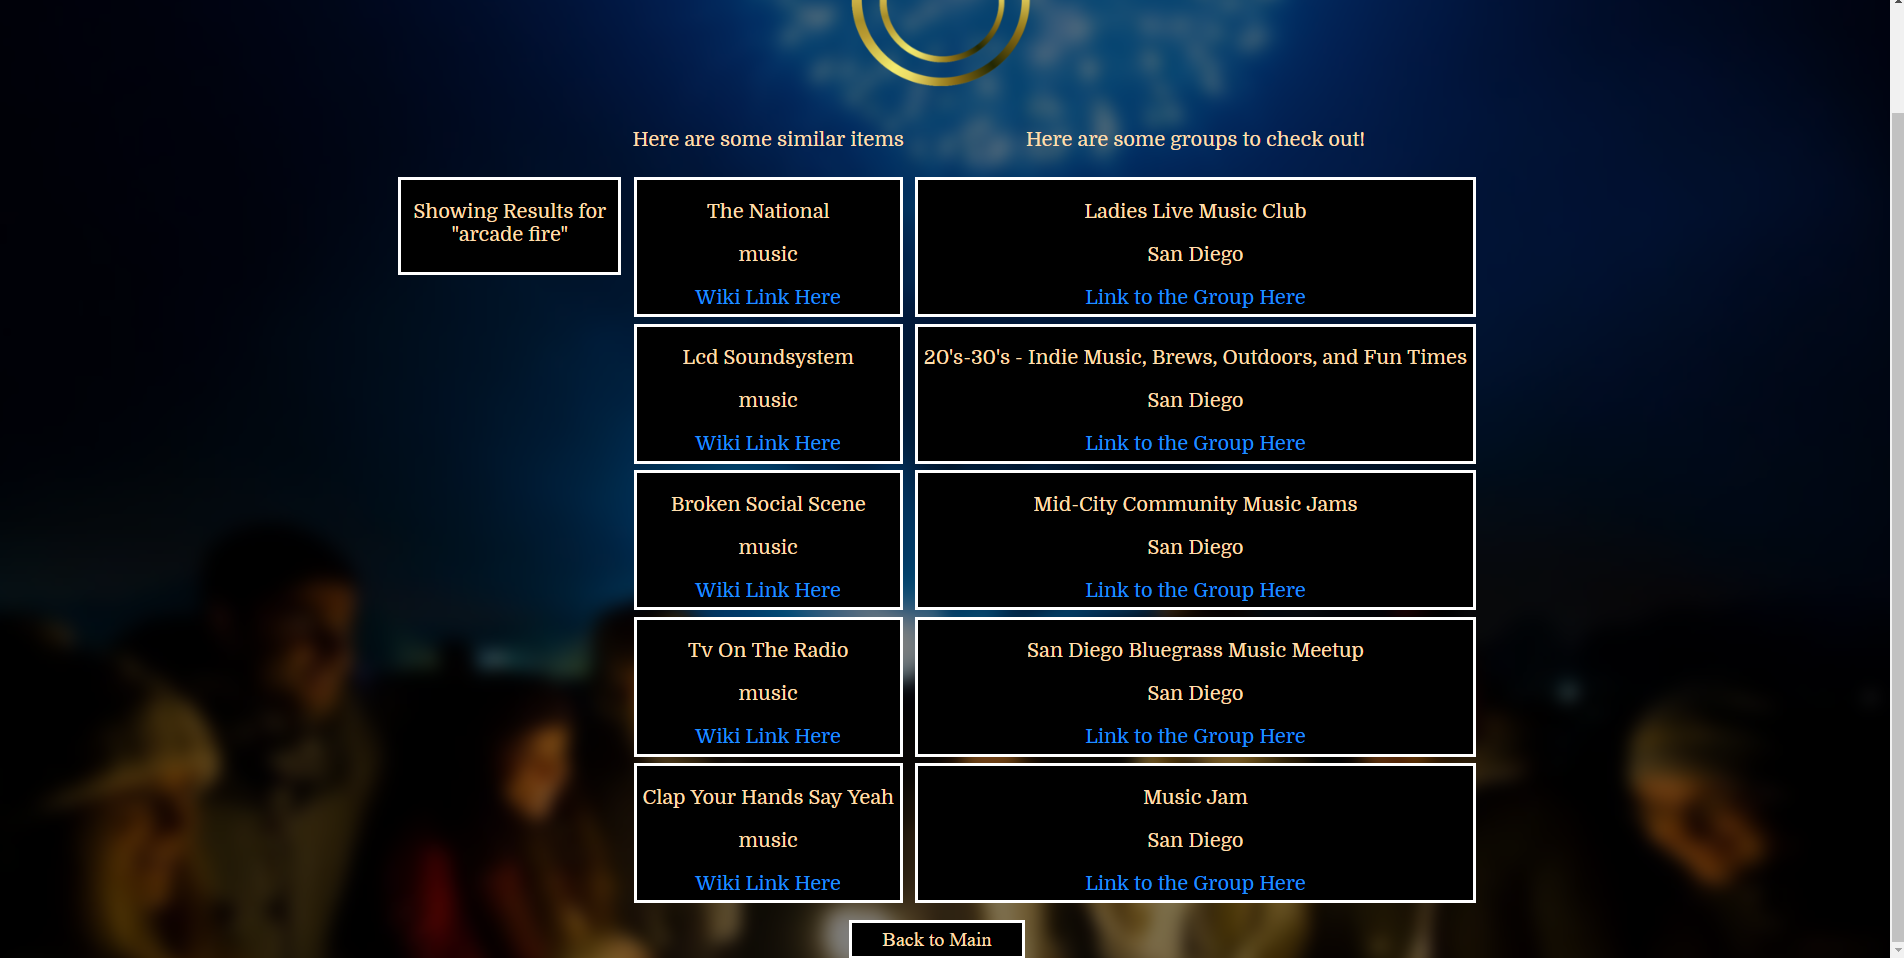 Here are some similar items
Here are some groups to check out!
Showing Results for
"arcade fire"
The National
music
Wiki Link Here
Lcd Soundsystem
music
Wiki Link Here
Broken Social Scene
music
Wiki Link Here
Tv On The Radio
music
Wiki Link Here
Clap Your Hands Say Yeah
music
Wiki Link Here
Ladies Live Music Club
San Diego
Link to the Group Here
20's-30's - Indie Music, Brews, Outdoors, and Fun Times
San Diego
Link to the Group Here
Mid-City Community Music Jams
San Diego
Link to the Group Here
San Diego Bluegrass Music Meetup
San Diego
Link to the Group Here
Music Jam
San Diego
Link to the Group Here
Back to Main